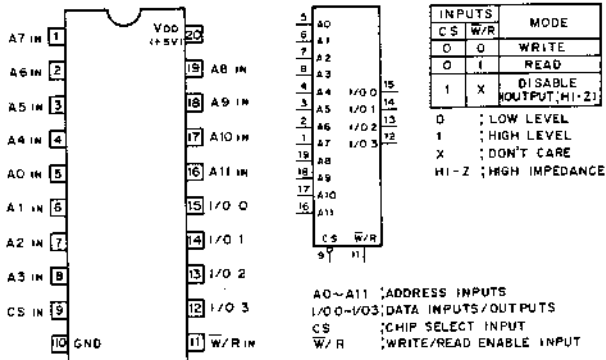 A7 IN 1
A6 IN 2
A5 IN 3
A4 IN 4
A0 IN 5
A1 IN 6
A2 IN 7
A3 IN 8
CS IN 9
10 GND
VDD
(+5V)
20
19 A8 IN
18 A9 IN
17 A10 IN
16 A11 IN
15 I/O 0
14 I/O 1
13 I/O 2
12 I/O 3
11 W̅/R IN
5 A0
6 A1
7 A2
8 A3
4 A4 I/O 0 15
3 A5 I/O 1 14
2 A6 I/O 2 13
1 A7 I/O 3 12
19 A8
18 A9
17 A10
16 A11
CS W̅/R
9 11
INPUTS MODE
CS W̅/R
0 0 WRITE
0 1 READ
1 X DISABLE
(OUTPUT;HI-Z)
0 ;LOW LEVEL
1 ;HIGH LEVEL
X ;DON'T CARE
HI-Z ;HIGH IMPEDANCE
A0~A11 ;ADDRESS INPUTS
I/O0~I/O3;DATA INPUTS/OUTPUTS
CS ;CHIP SELECT INPUT
W̅/R ;WRITE/READ ENABLE INPUT